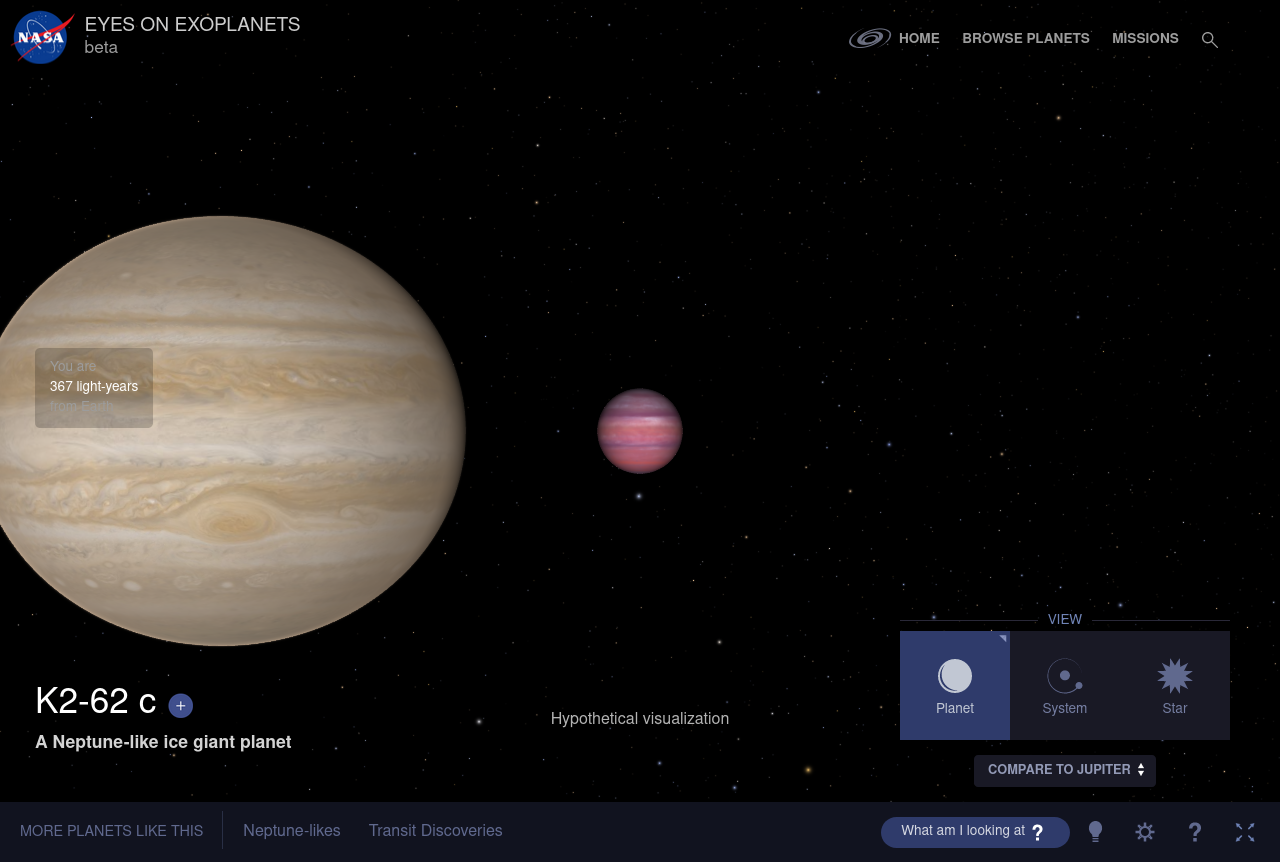 NASA
EYES ON EXOPLANETS
beta
HOME
BROWSE PLANETS
MISSIONS
You are
367 light-years
from Earth
K2-62 c +
A Neptune-like ice giant planet
Hypothetical visualization
VIEW
Planet
System
Star
COMPARE TO JUPITER
MORE PLANETS LIKE THIS
Neptune-likes
Transit Discoveries
What am I looking at ?
?